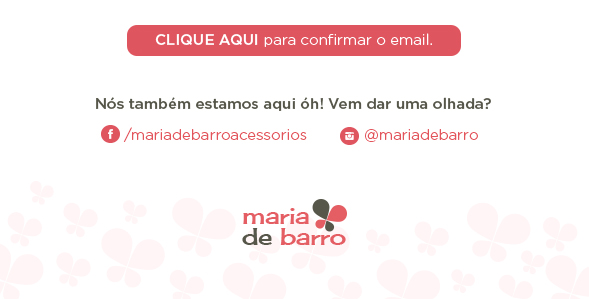 CLIQUE AQUI para confirmar o email.
Nós também estamos aqui óh! Vem dar uma olhada?
/mariadebarroacessorios @mariadebarro
maria
de barro